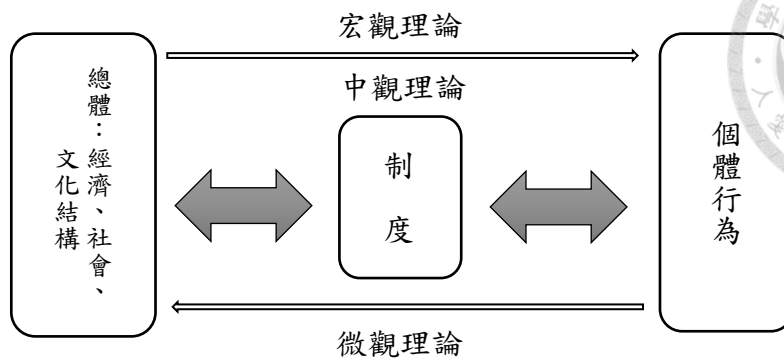 宏觀理論
中觀理論
總體：經濟、社會、
文化結構
制
度
個體行為
微觀理論